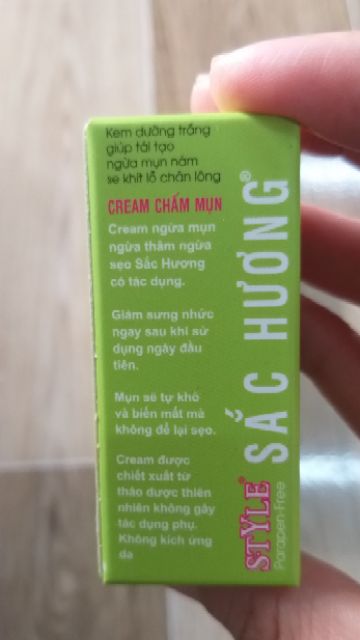 Kem dưỡng trắng
giúp tái tạo
ngừa mụn nám
se khít lỗ chân lông
CREAM CHẤM MỤN
Cream ngừa mụn
ngừa thâm ngừa
sẹo Sắc Hương
có tác dụng.
Giảm sưng nhức
ngay sau khi sử
dụng ngày đầu
tiên.
Mụn sẽ tự khô
và biến mất mà
không để lại sẹo.
Cream được
chiết xuất từ
thảo dược thiên
nhiên không gây
tác dụng phụ.
Không kích ứng
da
SẮC HƯƠNG®
STYLE®
Parapen-Free